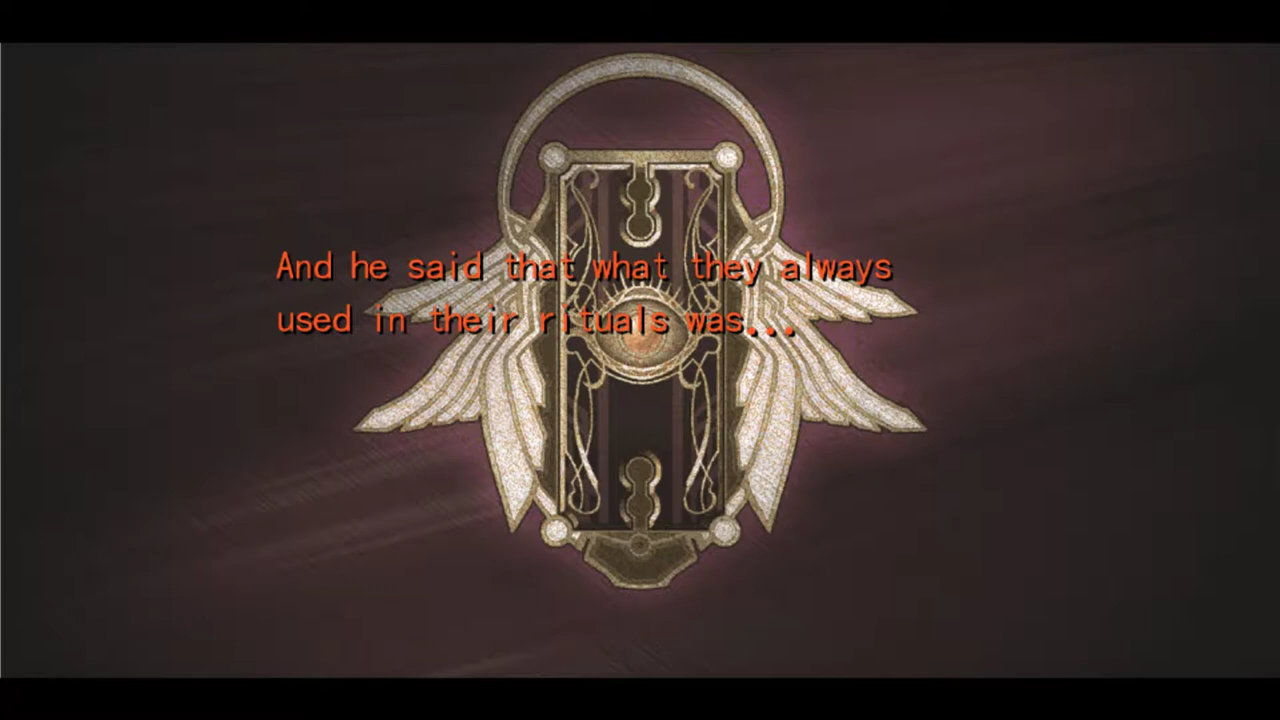 And he said that what they always
used in their rituals was...